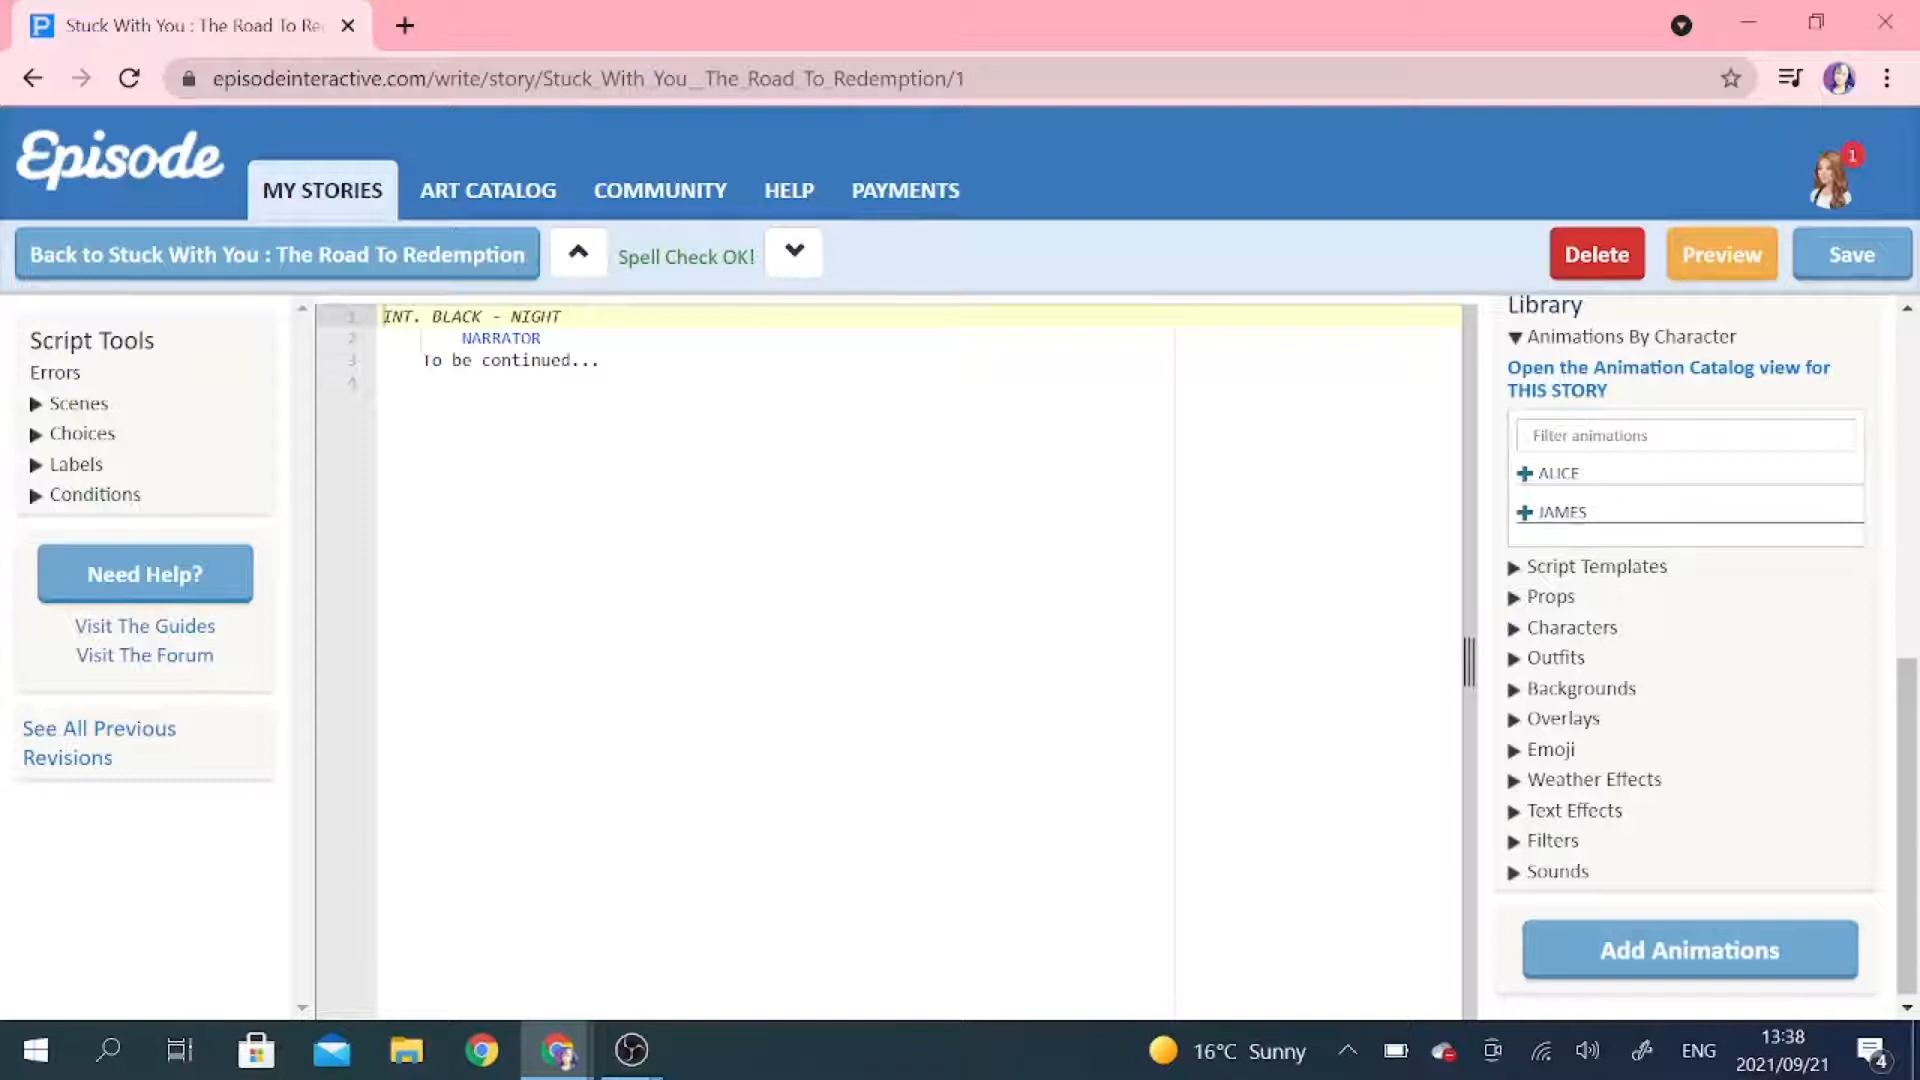 Stuck With You : The Road To Re
episodeinteractive.com/write/story/Stuck_With_You__The_Road_To_Redemption/1
Episode
MY STORIES
ART CATALOG
COMMUNITY
HELP
PAYMENTS
1
Back to Stuck With You : The Road To Redemption
Spell Check OK!
Delete
Preview
Save
Script Tools
Errors
Scenes
Choices
Labels
Conditions
Need Help?
Visit The Guides
Visit The Forum
See All Previous
Revisions
1 INT. BLACK - NIGHT
2 NARRATOR
3 To be continued...
4
Library
Animations By Character
Open the Animation Catalog view for
THIS STORY
Filter animations
ALICE
JAMES
Script Templates
Props
Characters
Outfits
Backgrounds
Overlays
Emoji
Weather Effects
Text Effects
Filters
Sounds
Add Animations
16°C Sunny
ENG
13:38
2021/09/21
4